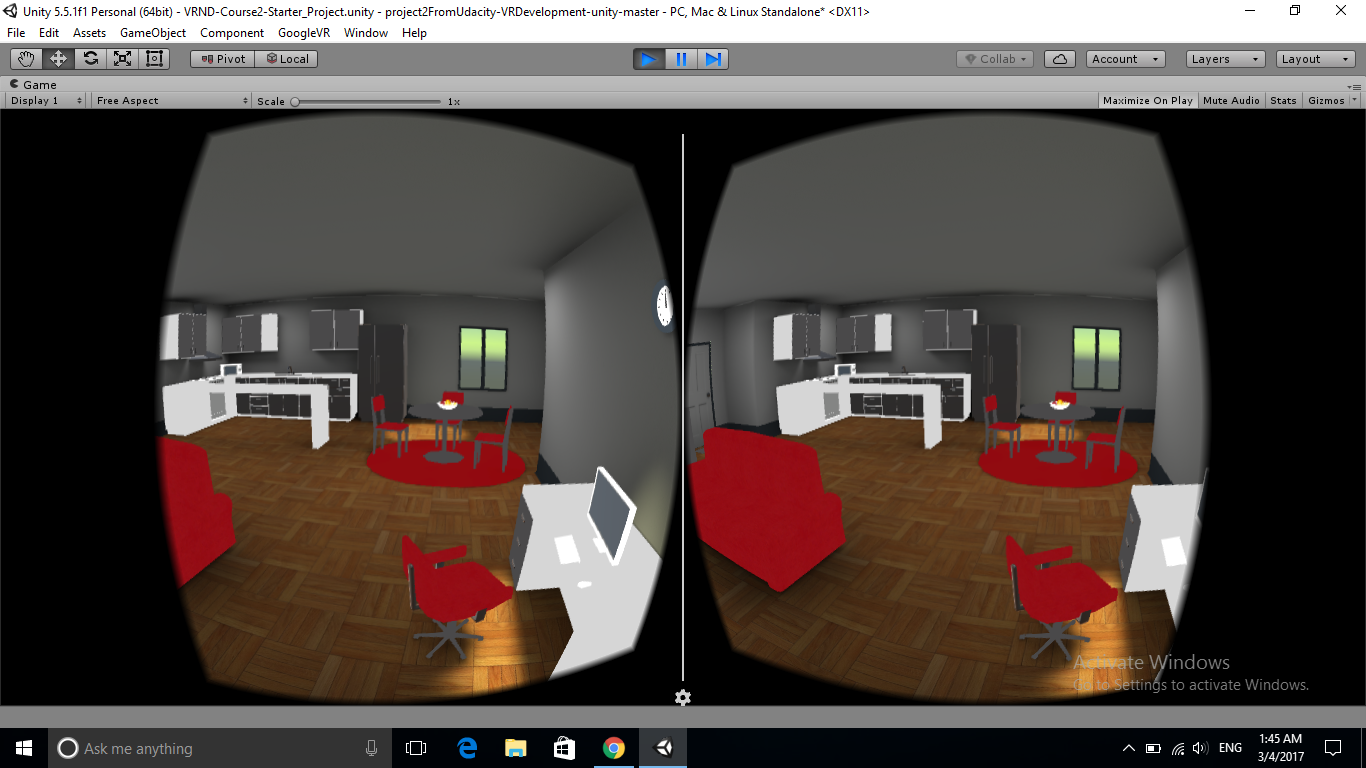 Unity 5.5.1f1 Personal (64bit) - VRND-Course2-Starter_Project.unity - project2FromUdacity-VRDevelopment-unity-master - PC, Mac & Linux Standalone* <DX11>
File Edit Assets GameObject Component GoogleVR Window Help
Pivot Local Collab Account Layers Layout
Game
Display 1 Free Aspect Scale 1x Maximize On Play Mute Audio Stats Gizmos
Activate Windows
Go to Settings to activate Windows.
Ask me anything
ENG
1:45 AM
3/4/2017